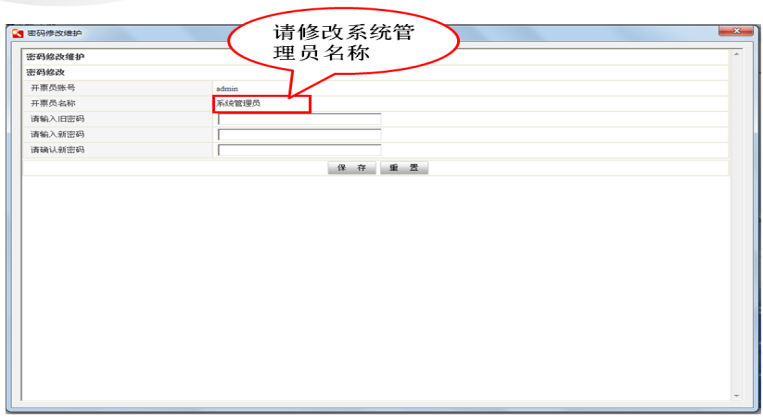 请修改系统管
理员名称
密码修改维护
密码修改维护
密码修改
开票员账号 admin
开票员名称 系统管理员
请输入旧密码
请输入新密码
请确认新密码
保 存 重 置